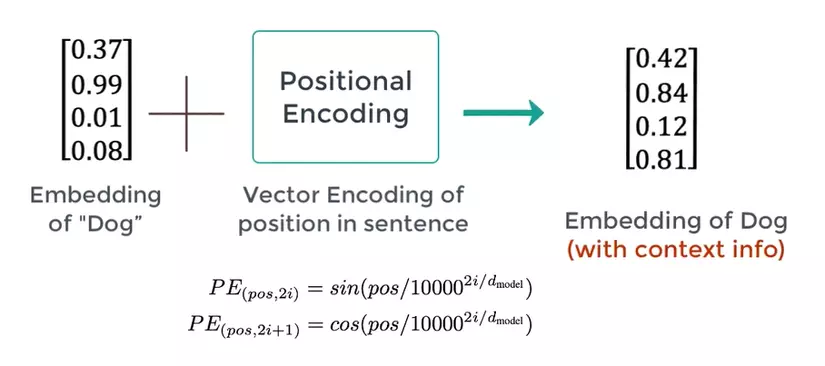 [0.37]
[0.99]
[0.01]
[0.08]
+
Positional
Encoding
[0.42]
[0.84]
[0.12]
[0.81]
Embedding
of "Dog”
Vector Encoding of
position in sentence
Embedding of Dog
(with context info)
PE(pos,2i) = sin(pos/10000^2i/d_model)
PE(pos,2i+1) = cos(pos/10000^2i/d_model)